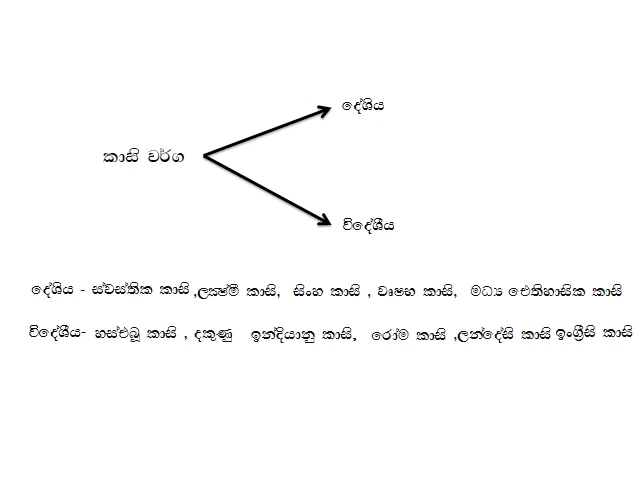 දේශිය
කාසි වර්ග
විදේශීය
දේශිය - ස්වස්තික කාසි ,ලක්‍ෂ්මී කාසි, සිංහ කාසි , වෘෂභ කාසි, මධ්‍ය ඓතිහාසික කාසි
විදේශීය- හස්එබූ කාසි , දකුණු ඉන්දියානු කාසි, රෝම කාසි ,ලන්දේසි කාසි ඉංග්‍රීසි කාසි